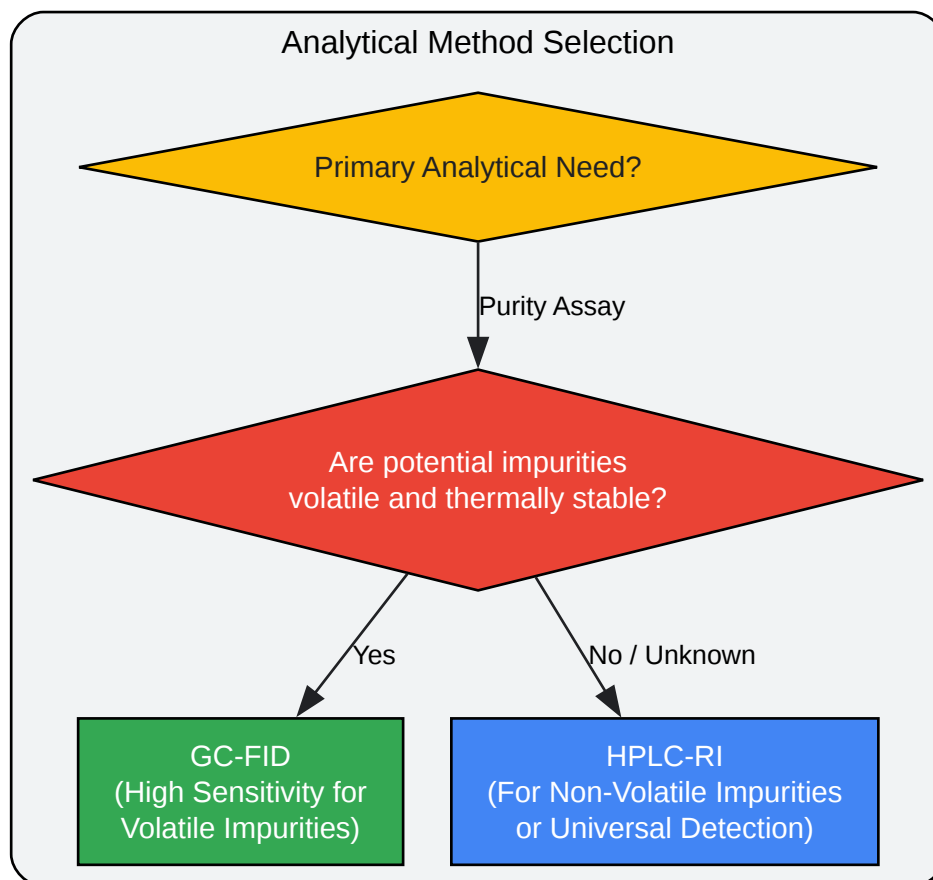 Analytical Method Selection
Primary Analytical Need?
Purity Assay
Are potential impurities
volatile and thermally stable?
Yes
No / Unknown
GC-FID
(High Sensitivity for
Volatile Impurities)
HPLC-RI
(For Non-Volatile Impurities
or Universal Detection)